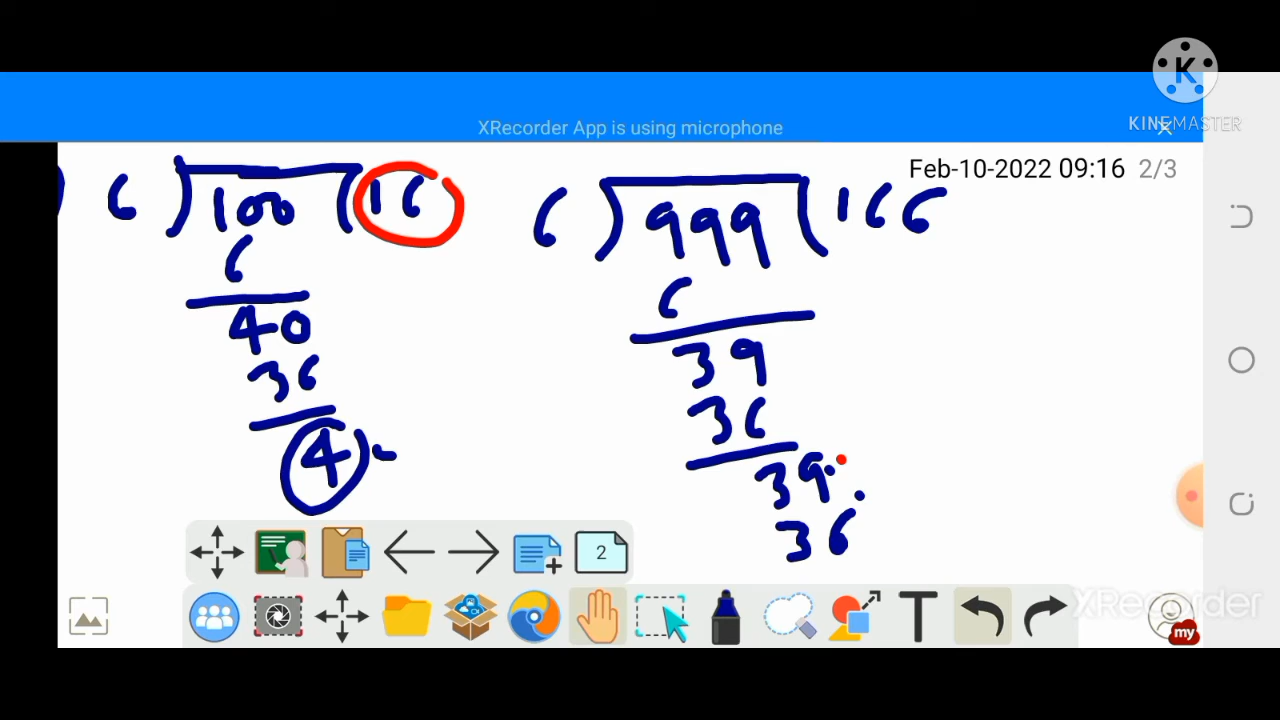 K
KINEMASTER
XRecorder App is using microphone
Feb-10-2022 09:16 2/3
6 ) 100 ( 16
6
40
36
4
6 ) 999 ( 166
6
39
36
39
36
2
T
XRecorder
my